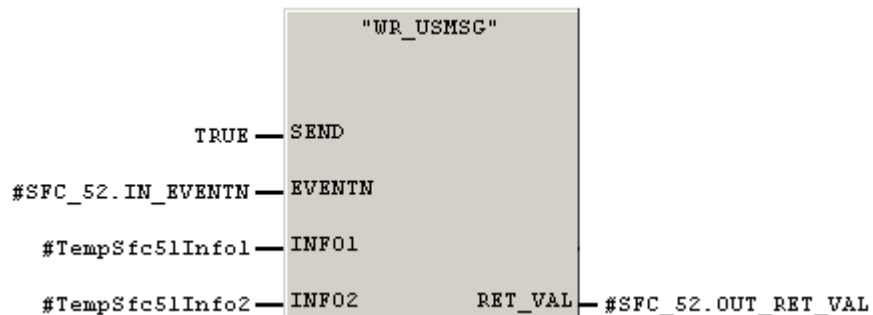 "WR_USMSG"
TRUE SEND
#SFC_52.IN_EVENTN EVENTN
#TempSfc51Info1 INFO1
#TempSfc51Info2 INFO2 RET_VAL #SFC_52.OUT_RET_VAL